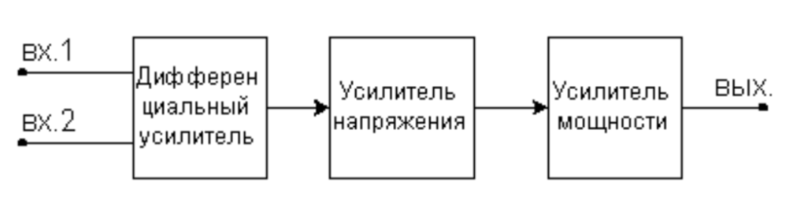 вх.1
вх.2
Дифферен
циальный
усилитель
Усилитель
напряжения
Усилитель
мощности
вых.